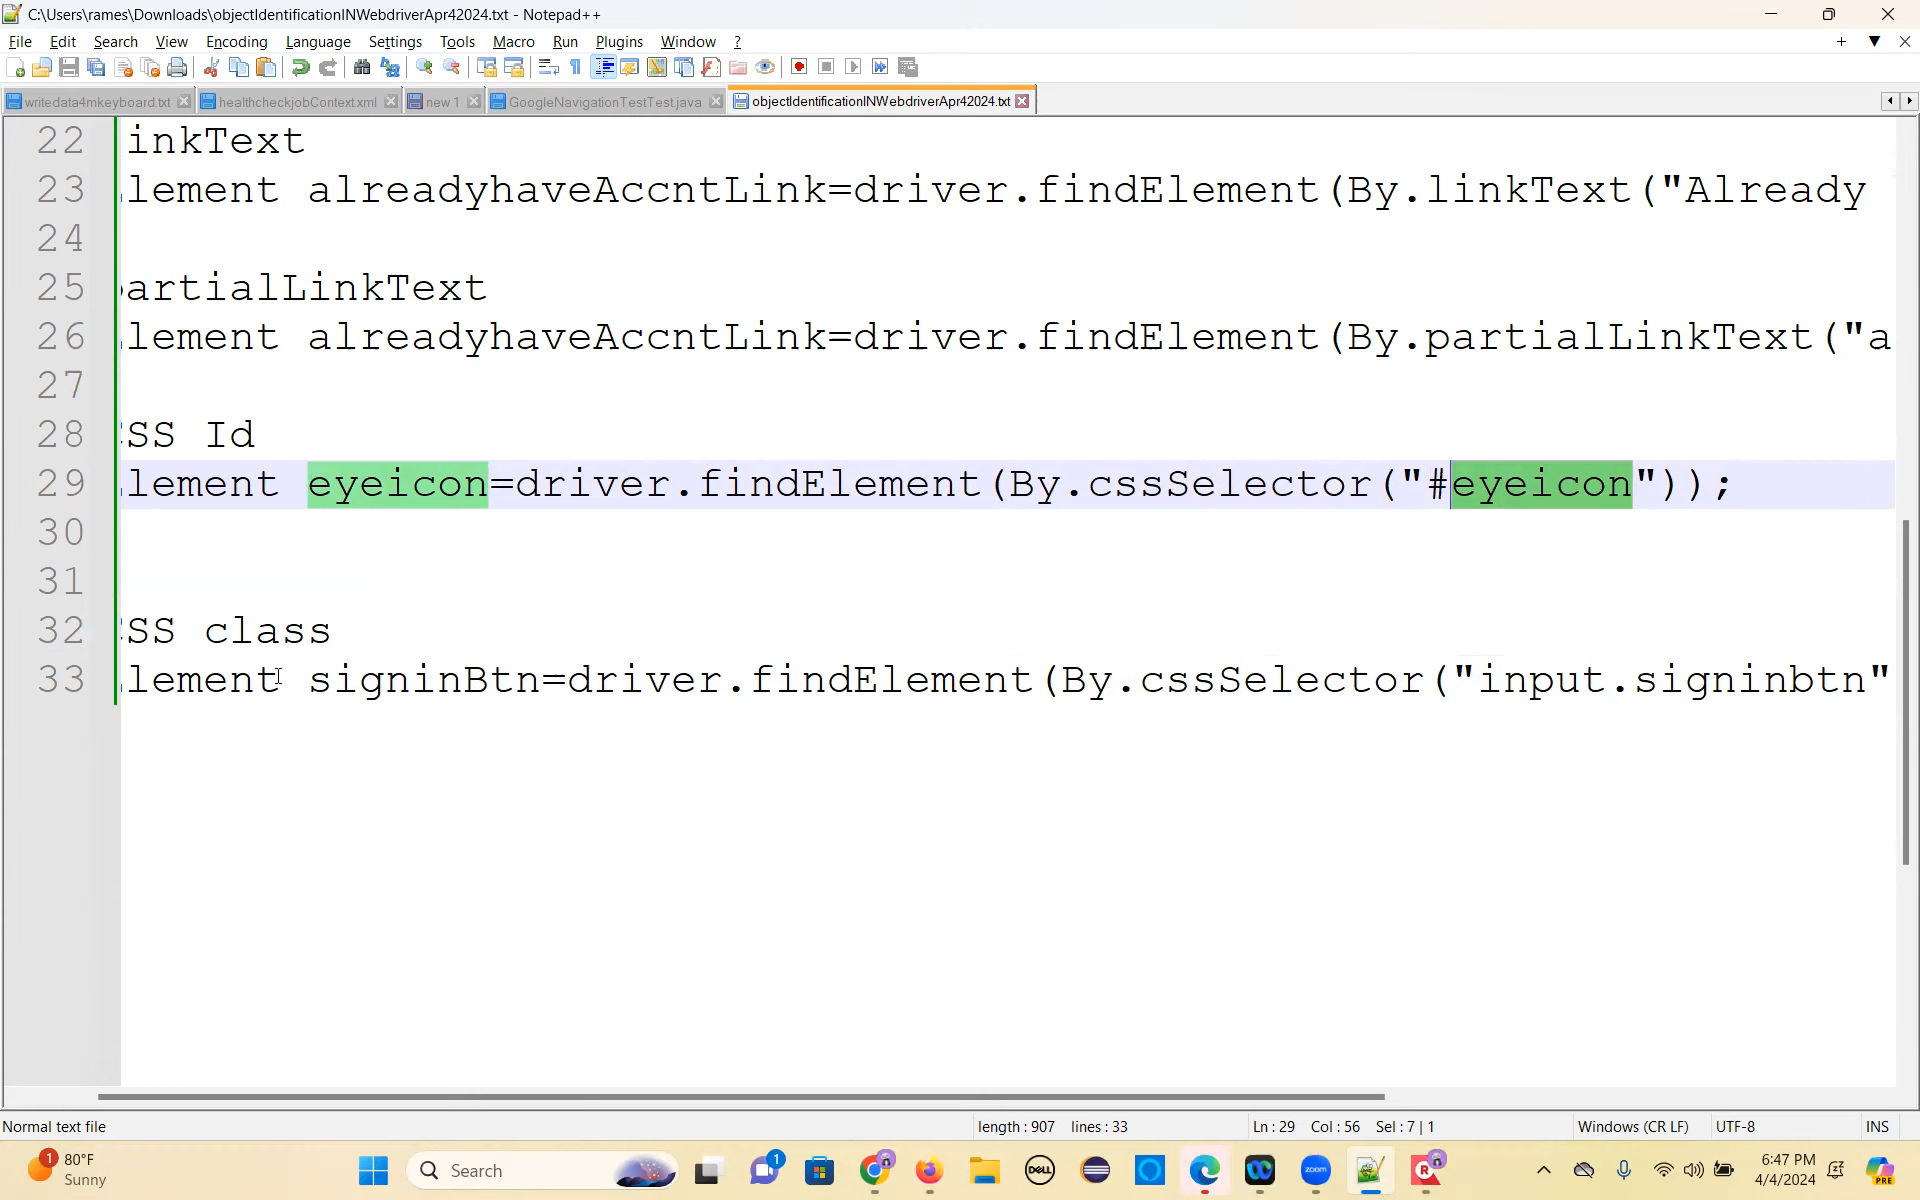 C:\Users\rames\Downloads\objectIdentificationINWebdriverApr42024.txt - Notepad++
File Edit Search View Encoding Language Settings Tools Macro Run Plugins Window ?
writedata4mkeyboard.txt healthcheckjobContext.xml new 1 GoogleNavigationTestTest.java objectIdentificationINWebdriverApr42024.txt
22 inkText
23 lement alreadyhaveAccntLink=driver.findElement(By.linkText("Already
24
25 artialLinkText
26 lement alreadyhaveAccntLink=driver.findElement(By.partialLinkText("a
27
28 SS Id
29 lement eyeicon=driver.findElement(By.cssSelector("#eyeicon"));
30
31
32 SS class
33 lement signinBtn=driver.findElement(By.cssSelector("input.signinbtn"
Normal text file length : 907 lines : 33 Ln : 29 Col : 56 Sel : 7 | 1 Windows (CR LF) UTF-8 INS
1 80°F
Sunny
Search
1
DELL
zoom
R
PRE
6:47 PM
4/4/2024